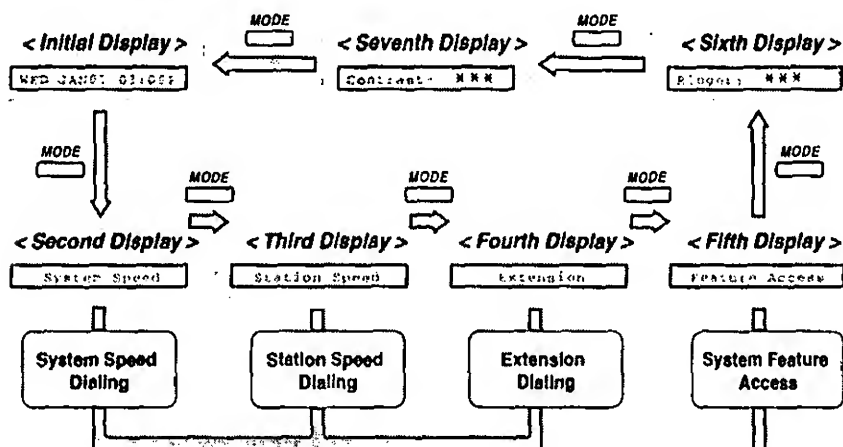 MODE MODE
< Initial Display > < Seventh Display > < Sixth Display >
Contrast: *** Ringer: ***
MODE MODE MODE MODE MODE
< Second Display > < Third Display > < Fourth Display > < Fifth Display >
System Speed Station Speed Extension Feature Access
System Speed Station Speed Extension System Feature
Dialing Dialing Dialing Access